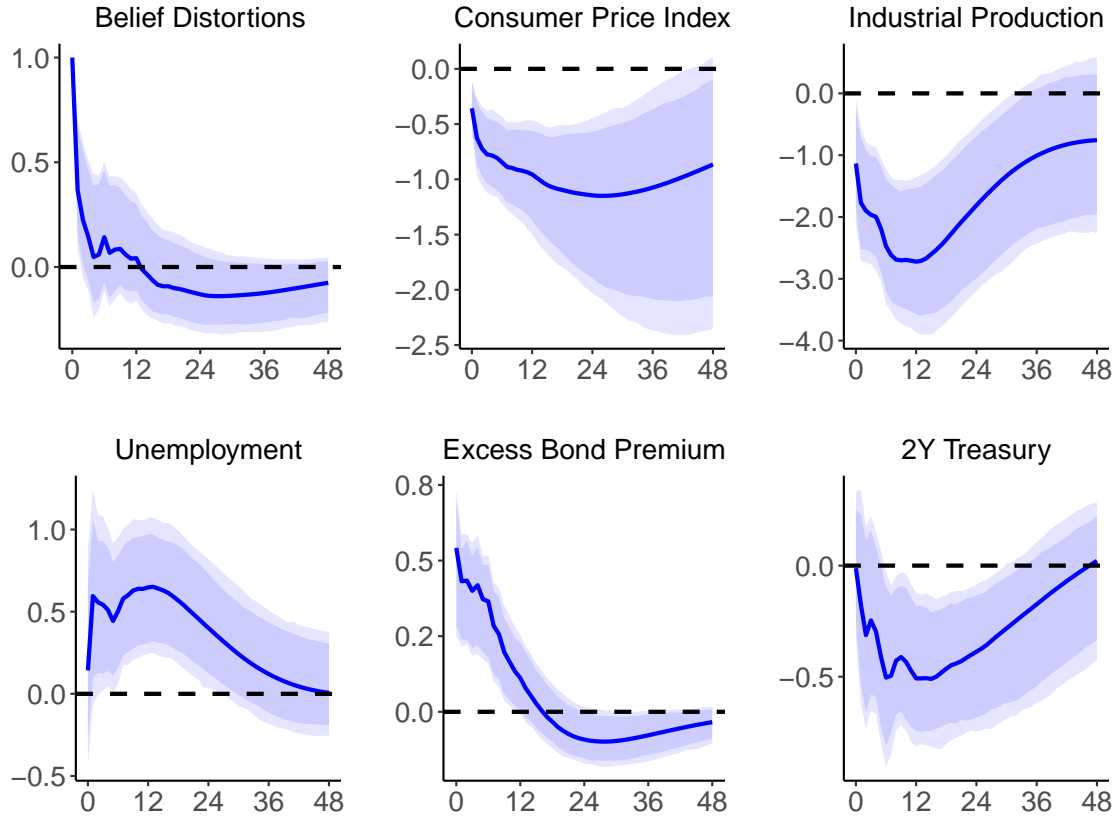 Belief Distortions
1.0
0.5
0.0
0 12 24 36 48
Consumer Price Index
0.0
−0.5
−1.0
−1.5
−2.0
−2.5
0 12 24 36 48
Industrial Production
0.0
−1.0
−2.0
−3.0
−4.0
0 12 24 36 48
Unemployment
1.0
0.5
0.0
−0.5
0 12 24 36 48
Excess Bond Premium
0.8
0.5
0.2
0.0
0 12 24 36 48
2Y Treasury
0.0
−0.5
0 12 24 36 48